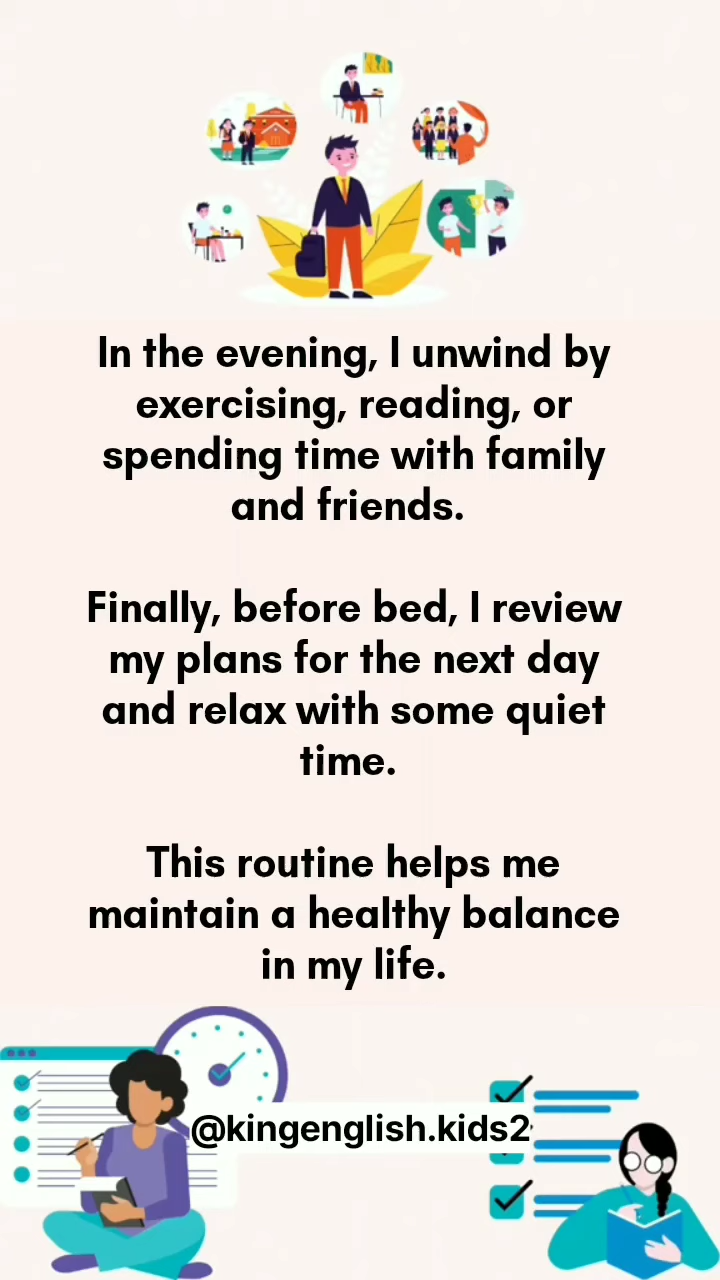 In the evening, I unwind by
exercising, reading, or
spending time with family
and friends.
Finally, before bed, I review
my plans for the next day
and relax with some quiet
time.
This routine helps me
maintain a healthy balance
in my life.
@kingenglish.kids2